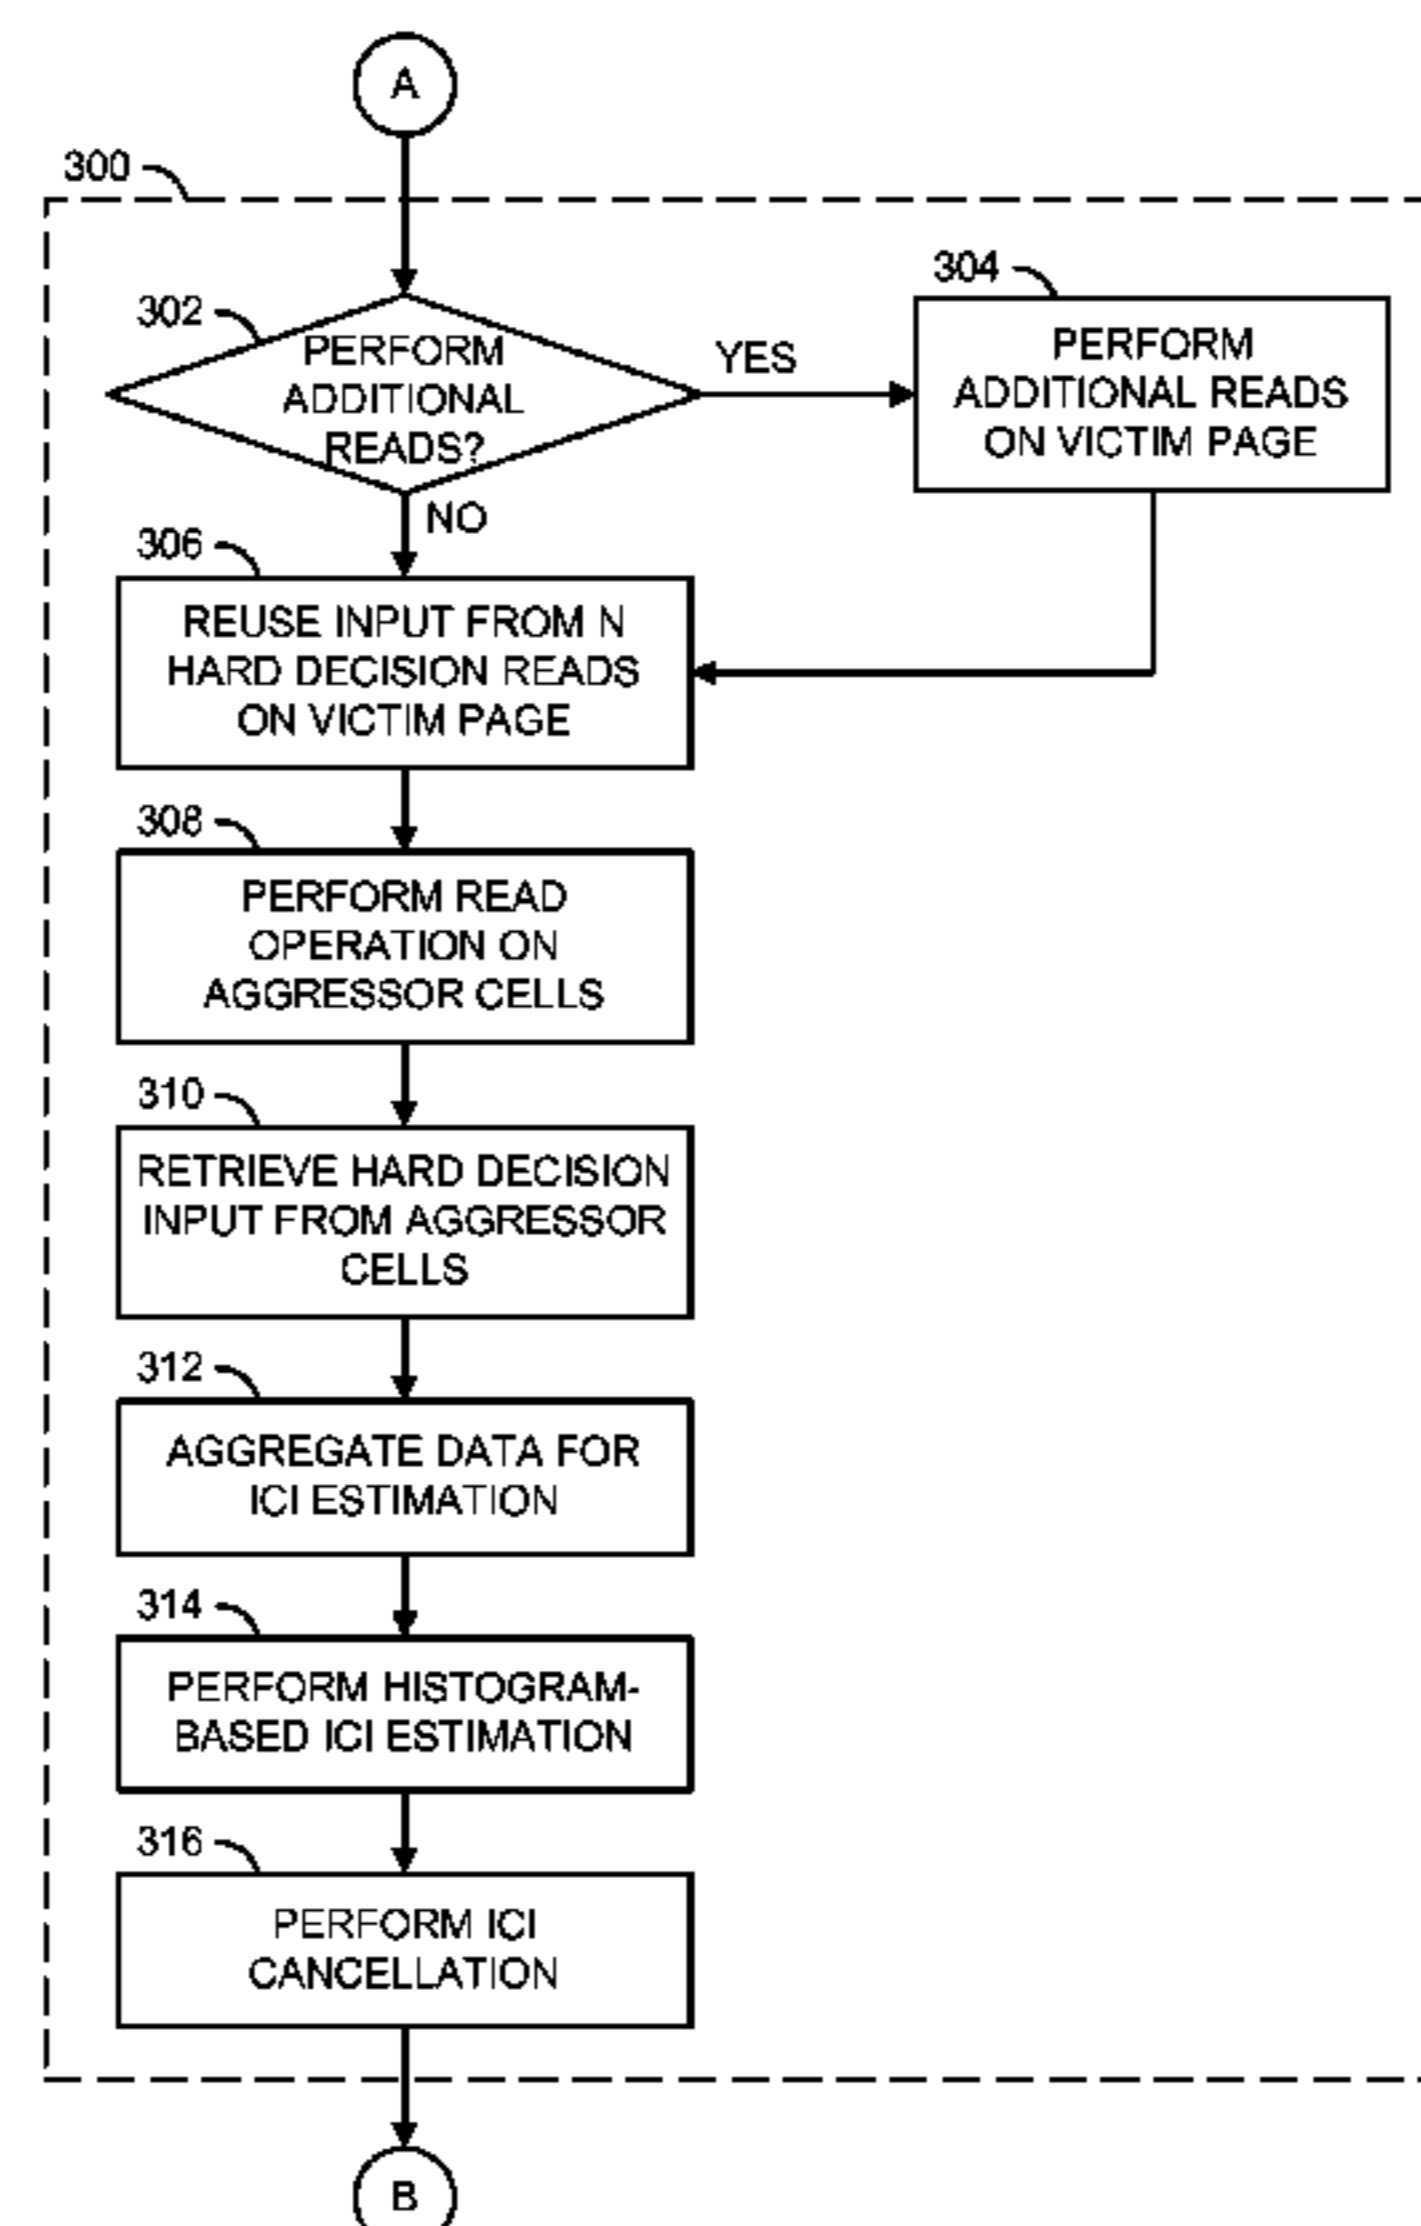 A
300
302
PERFORM
ADDITIONAL
READS?
YES
304
PERFORM
ADDITIONAL READS
ON VICTIM PAGE
NO
306
REUSE INPUT FROM N
HARD DECISION READS
ON VICTIM PAGE
308
PERFORM READ
OPERATION ON
AGGRESSOR CELLS
310
RETRIEVE HARD DECISION
INPUT FROM AGGRESSOR
CELLS
312
AGGREGATE DATA FOR
ICI ESTIMATION
314
PERFORM HISTOGRAM-
BASED ICI ESTIMATION
316
PERFORM ICI
CANCELLATION
B